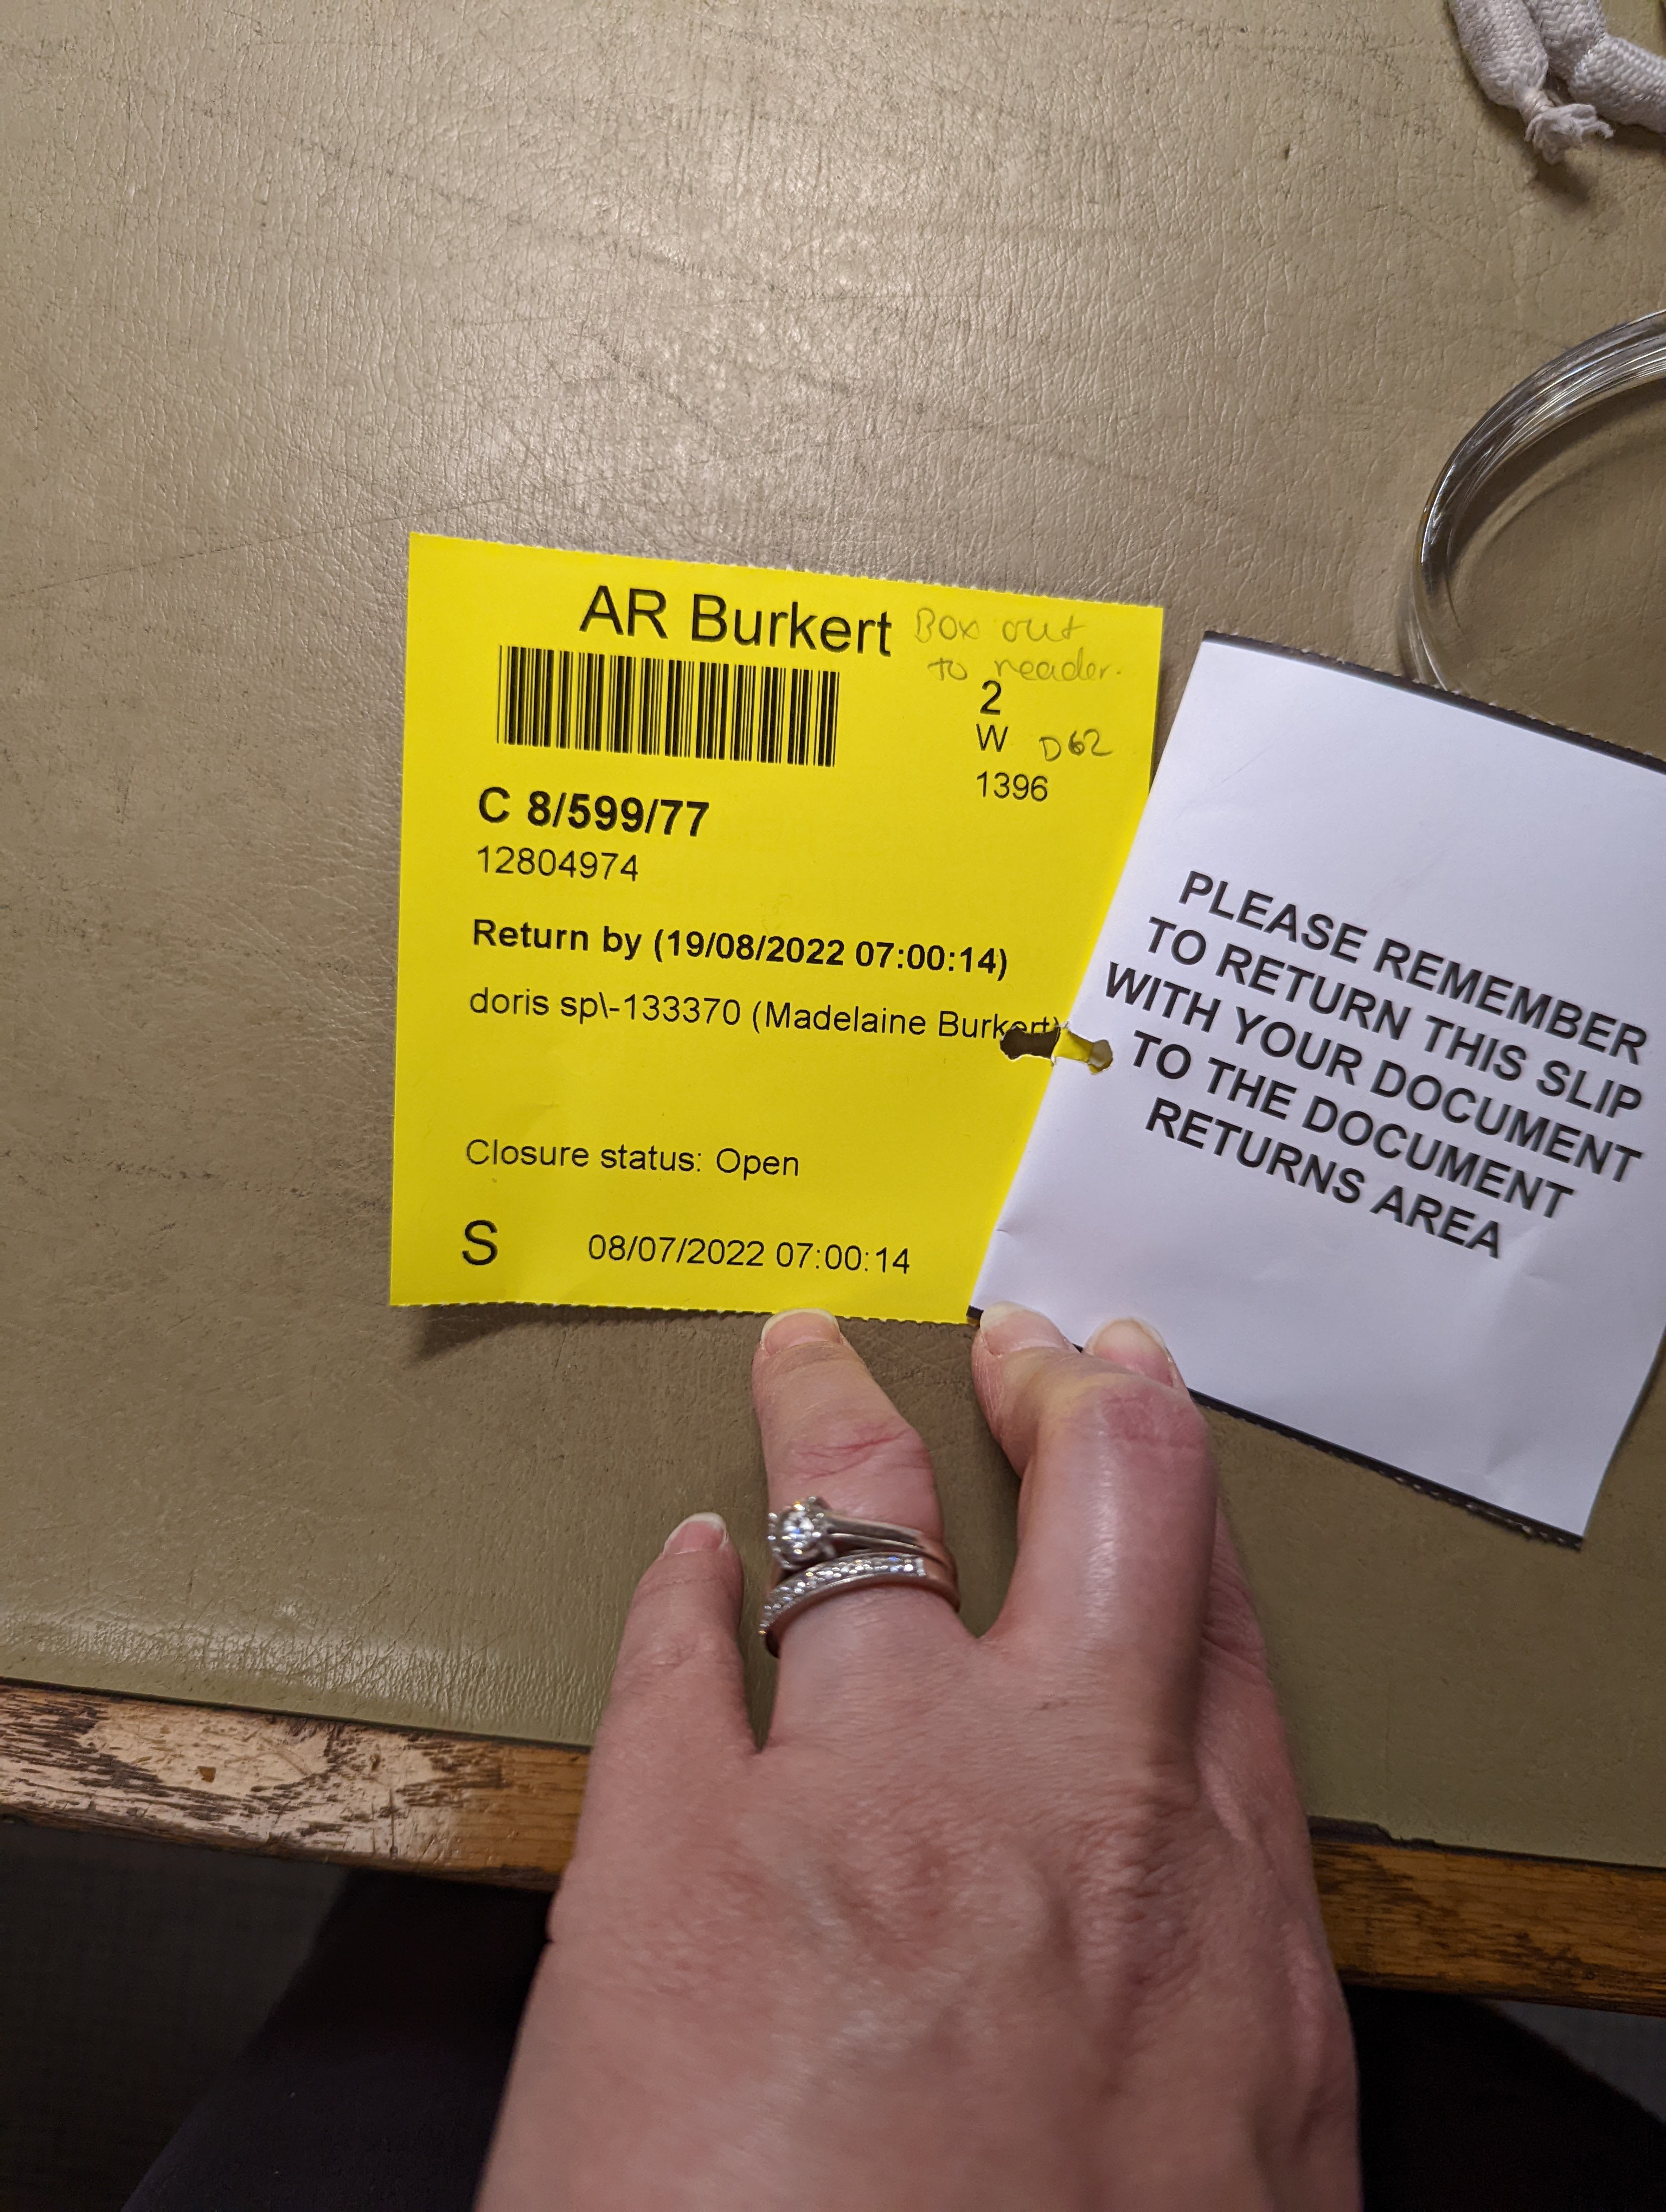 AR Burkert
Box out
to reader.
2
W D62
1396
C 8/599/77
12804974
Return by (19/08/2022 07:00:14)
doris sp\-133370 (Madelaine Burkert)
Closure status: Open
S 08/07/2022 07:00:14
PLEASE REMEMBER
TO RETURN THIS SLIP
WITH YOUR DOCUMENT
TO THE DOCUMENT
RETURNS AREA